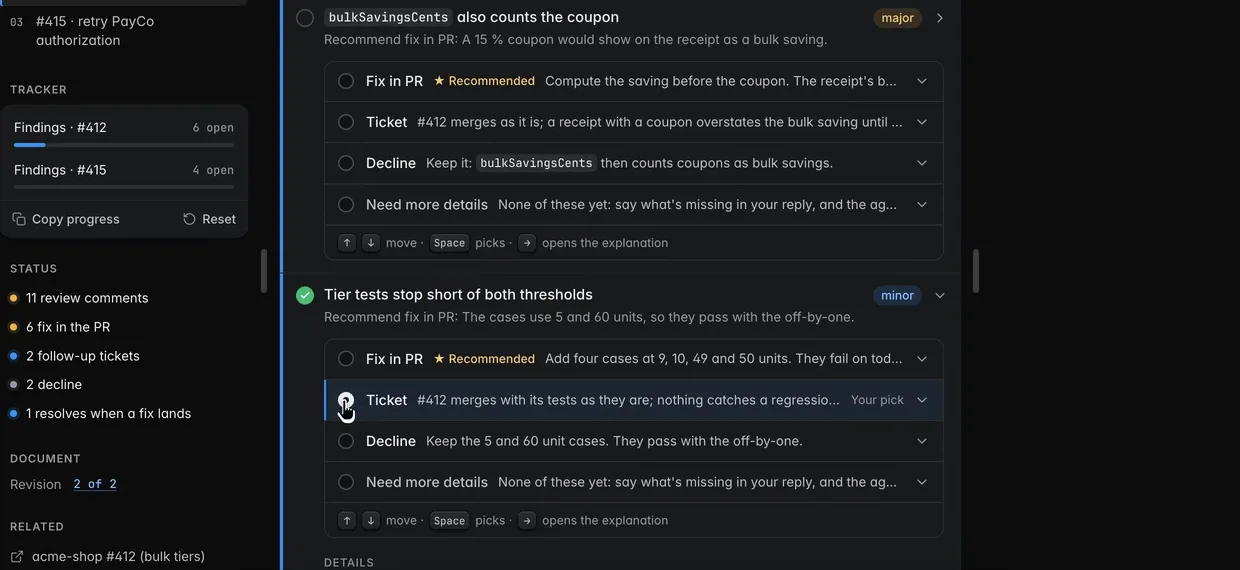 03 #415 · retry PayCo
authorization
TRACKER
Findings · #412 6 open
Findings · #415 4 open
Copy progress Reset
STATUS
11 review comments
6 fix in the PR
2 follow-up tickets
2 decline
1 resolves when a fix lands
DOCUMENT
Revision 2 of 2
RELATED
acme-shop #412 (bulk tiers)
bulkSavingsCents also counts the coupon major
Recommend fix in PR: A 15 % coupon would show on the receipt as a bulk saving.
Fix in PR ★ Recommended Compute the saving before the coupon. The receipt's b...
Ticket #412 merges as it is; a receipt with a coupon overstates the bulk saving until ...
Decline Keep it: bulkSavingsCents then counts coupons as bulk savings.
Need more details None of these yet: say what's missing in your reply, and the ag...
↑ ↓ move · Space picks · → opens the explanation
Tier tests stop short of both thresholds minor
Recommend fix in PR: The cases use 5 and 60 units, so they pass with the off-by-one.
Fix in PR ★ Recommended Add four cases at 9, 10, 49 and 50 units. They fail on tod...
Ticket #412 merges with its tests as they are; nothing catches a regressio... Your pick
Decline Keep the 5 and 60 unit cases. They pass with the off-by-one.
Need more details None of these yet: say what's missing in your reply, and the ag...
↑ ↓ move · Space picks · → opens the explanation
DETAILS